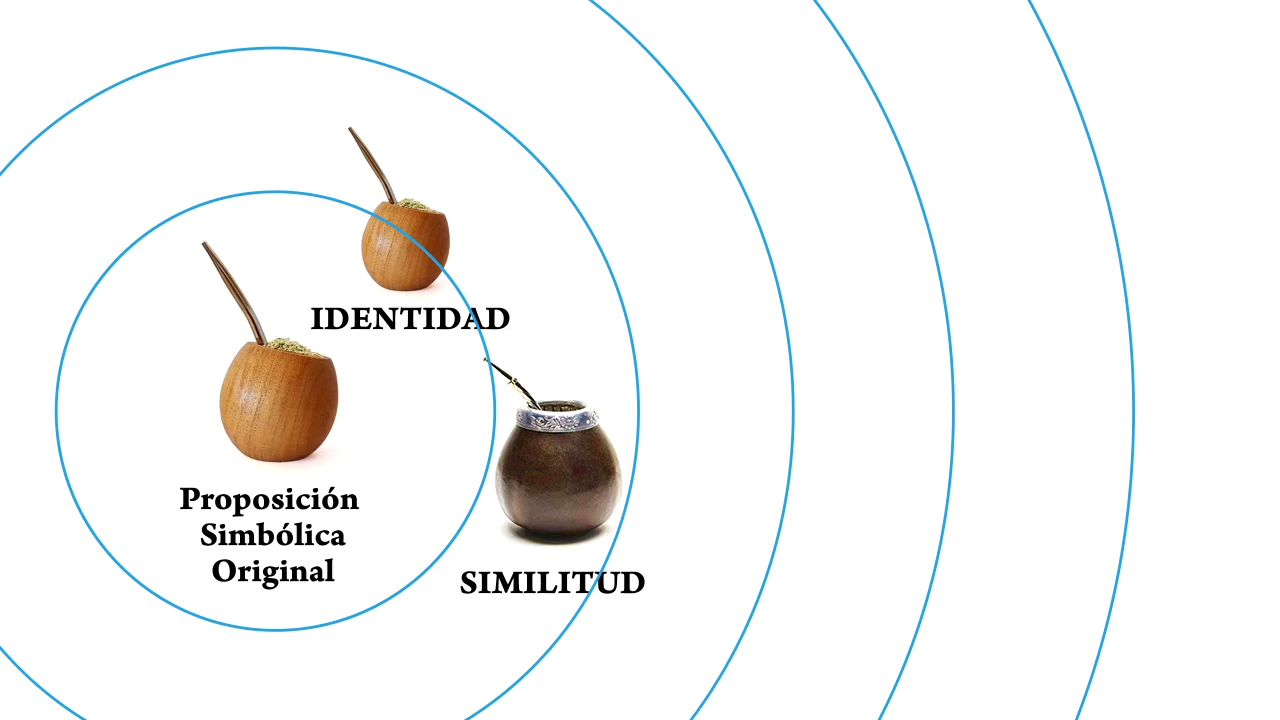 IDENTIDAD
Proposición
Simbólica
Original
SIMILITUD